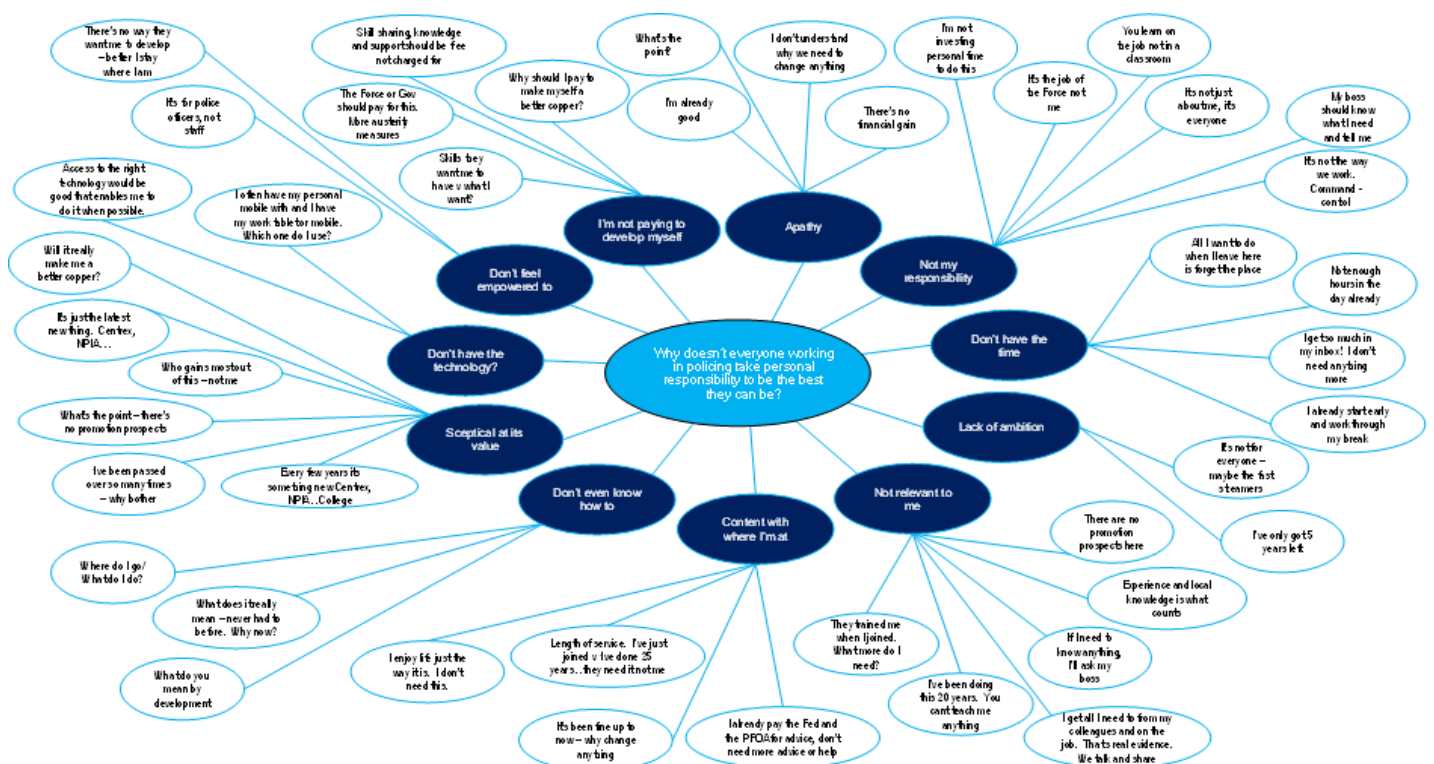 There's no way they
want me to develop
– better I stay
where I am
Skill sharing, knowledge
and support should be free
not charged for
What's the
point?
I don't understand
why we need to
change anything
I'm not
investing
personal time
to do this
You learn on
the job not in a
classroom
It's for police
officers, not
staff
The Force or Gov
should pay for this.
More austerity
measures
Why should I pay to
make myself a
better copper?
I'm already
good
There's no
financial gain
It's the job of
the Force not
me
It's not just
about me, it's
everyone
My boss
should know
what I need
and tell me
Access to the right
technology would be
good that enables me to
do it when possible.
I often have my personal
mobile with and I have
my work tablet or mobile.
Which one do I use?
Skills they
want me to
have v what I
want?
It's not the way
we work.
Command -
control
I'm not paying to
develop myself
Apathy
Not my
responsibility
Don't feel
empowered to
Will it really
make me a
better copper?
All I want to do
when I leave here
is forget the place
Not enough
hours in the
day already
It's just the latest
new thing. Centrex,
NPIA...
Don't have the
technology?
Why doesn't everyone working
in policing take personal
responsibility to be the best
they can be?
Don't have the
time
I get so much in
my inbox! I don't
need anything
more
Who gains most out
of this – not me
What's the point – there's
no promotion prospects
Sceptical at its
value
Lack of ambition
I already start early
and work through
my break
I've been passed
over so many times
– why bother
Every few years its
something new Centrex,
NPIA...College
Don't even know
how to
Content with
where I'm at
Not relevant to
me
It's not for
everyone –
maybe the fast
steamers
There are no
promotion
prospects here
I've only got 5
years left
Where do I go/
What do I do?
What does it really
mean – never had to
before. Why now?
What do you
mean by
development
I enjoy life just the
way it is. I don't
need this.
Length of service. I've just
joined v I've done 25
years...they need it not me
They trained me
when I joined.
What more do I
need?
Experience and local
knowledge is what
counts
If I need to
know anything,
I'll ask my
boss
It's been fine up to
now – why change
anything
I already pay the Fed and
the PFOA for advice, don't
need more advice or help
I've been doing
this 20 years. You
can't teach me
anything
I get all I need to from my
colleagues and on the
job. That's real evidence.
We talk and share